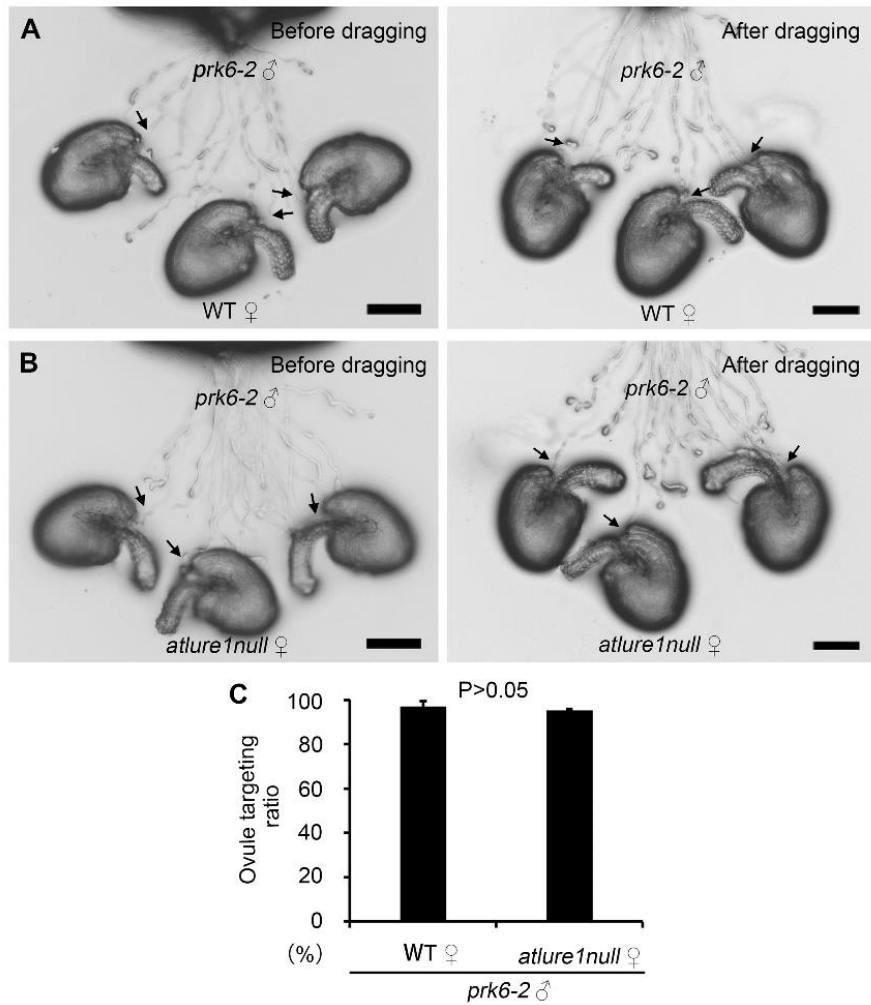 A
Before dragging
prk6-2 ♂
WT ♀
After dragging
prk6-2 ♂
WT ♀
B
Before dragging
prk6-2 ♂
atlure1null ♀
After dragging
prk6-2 ♂
atlure1null ♀
C
P>0.05
Ovule targeting
ratio
100
80
60
40
20
0
(%)
WT ♀
atlure1null ♀
prk6-2 ♂